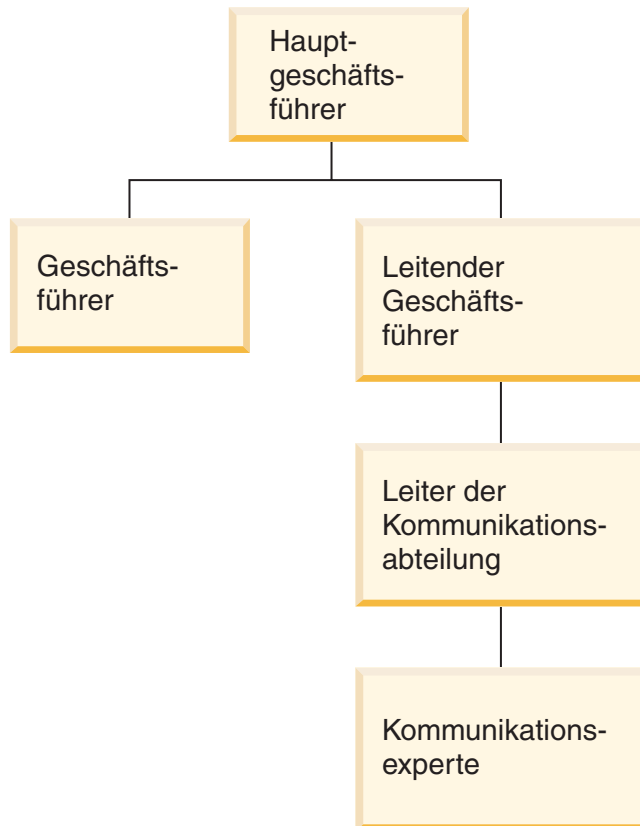 Haupt-
geschäfts-
führer
Geschäfts-
führer
Leitender
Geschäfts-
führer
Leiter der
Kommunikations-
abteilung
Kommunikations-
experte